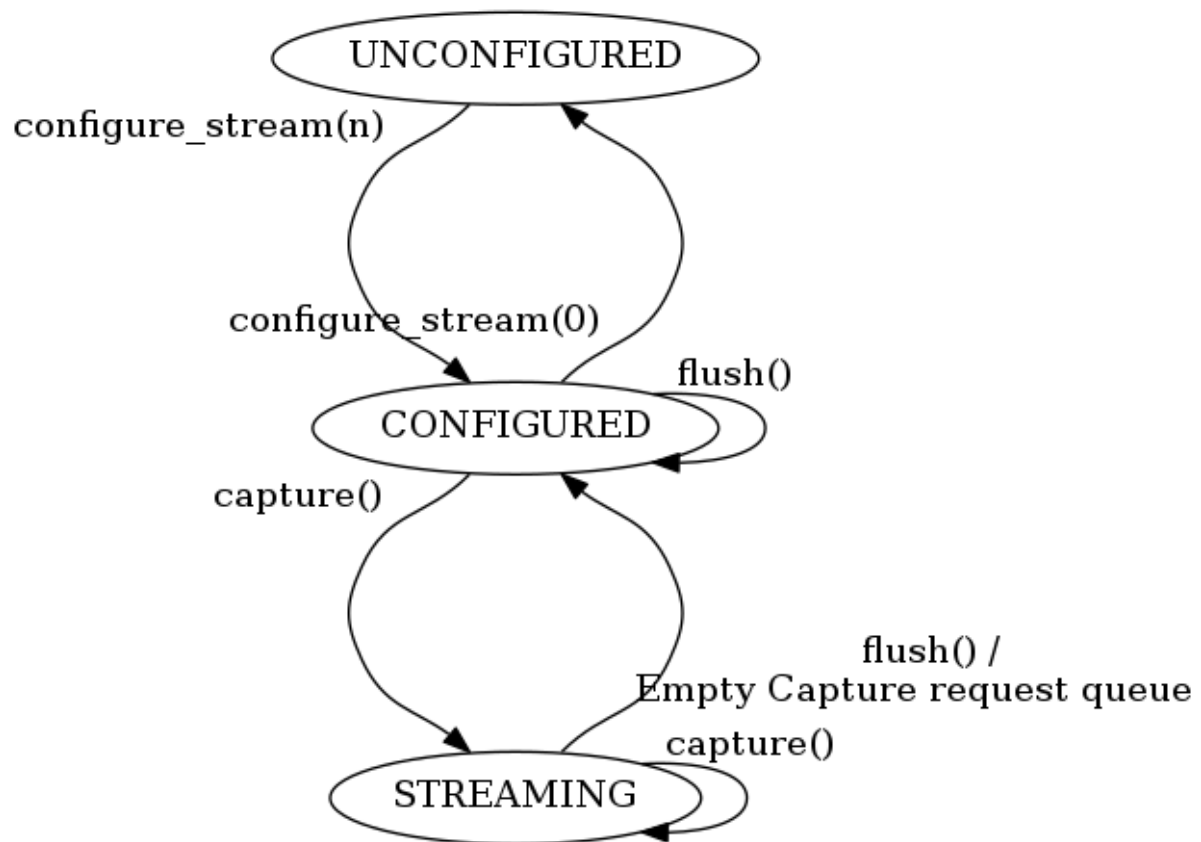 UNCONFIGURED
configure_stream(n)
configure_stream(0)
flush()
CONFIGURED
capture()
flush() /
Empty Capture request queue
capture()
STREAMING